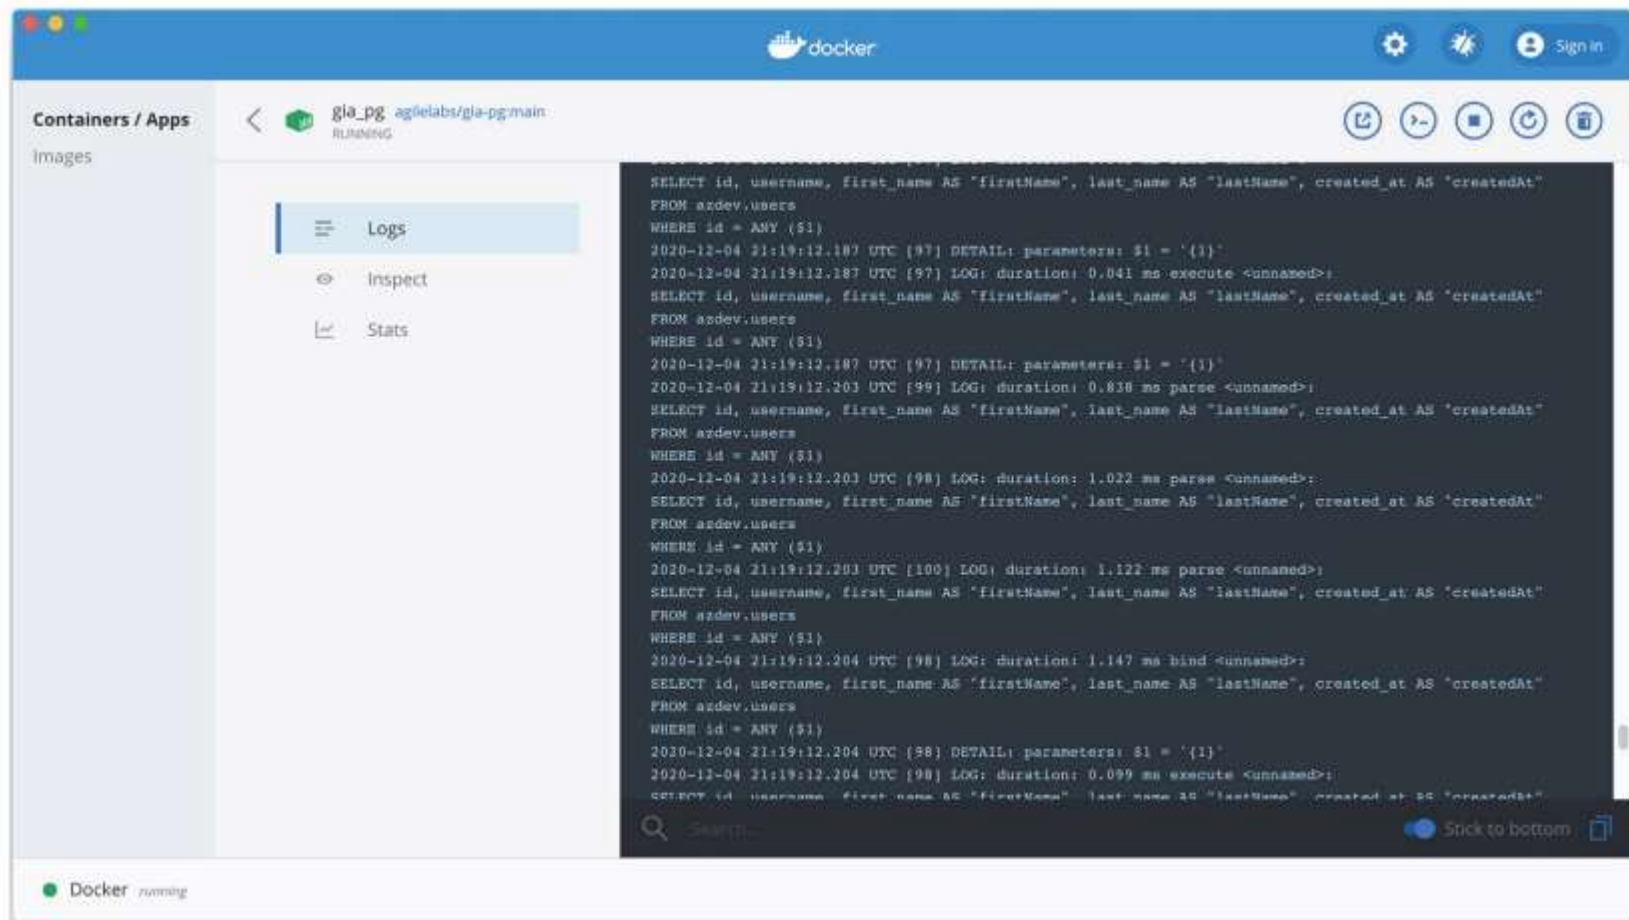 docker
Sign in
Containers / Apps
Images
gia_pg agilelabs/gia-pg:main
RUNNING
Logs
Inspect
Stats
SELECT id, username, first_name AS "firstName", last_name AS "lastName", created_at AS "createdAt"
FROM azdev.users
WHERE id = ANY ($1)
2020-12-04 21:19:12.187 UTC [97] DETAIL: parameters: $1 = '{1}'
2020-12-04 21:19:12.187 UTC [97] LOG: duration: 0.041 ms execute <unnamed>:
SELECT id, username, first_name AS "firstName", last_name AS "lastName", created_at AS "createdAt"
FROM azdev.users
WHERE id = ANY ($1)
2020-12-04 21:19:12.187 UTC [97] DETAIL: parameters: $1 = '{1}'
2020-12-04 21:19:12.203 UTC [99] LOG: duration: 0.838 ms parse <unnamed>:
SELECT id, username, first_name AS "firstName", last_name AS "lastName", created_at AS "createdAt"
FROM azdev.users
WHERE id = ANY ($1)
2020-12-04 21:19:12.203 UTC [98] LOG: duration: 1.022 ms parse <unnamed>:
SELECT id, username, first_name AS "firstName", last_name AS "lastName", created_at AS "createdAt"
FROM azdev.users
WHERE id = ANY ($1)
2020-12-04 21:19:12.203 UTC [100] LOG: duration: 1.122 ms parse <unnamed>:
SELECT id, username, first_name AS "firstName", last_name AS "lastName", created_at AS "createdAt"
FROM azdev.users
WHERE id = ANY ($1)
2020-12-04 21:19:12.204 UTC [98] LOG: duration: 1.147 ms bind <unnamed>:
SELECT id, username, first_name AS "firstName", last_name AS "lastName", created_at AS "createdAt"
FROM azdev.users
WHERE id = ANY ($1)
2020-12-04 21:19:12.204 UTC [98] DETAIL: parameters: $1 = '{1}'
2020-12-04 21:19:12.204 UTC [98] LOG: duration: 0.099 ms execute <unnamed>:
SELECT id, username, first_name AS "firstName", last_name AS "lastName", created_at AS "createdAt"
Search...
Stick to bottom
Docker running